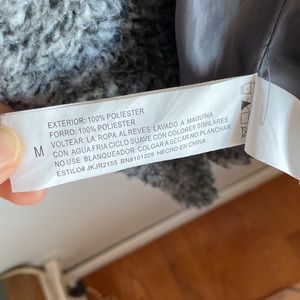 EXTERIOR: 100% POLIESTER
FORRO: 100% POLIESTER
VOLTEAR LA ROPA AL REVES LAVADO A MAQUINA
CON AGUA FRIA CICLO SUAVE CON COLORES SIMILARES
NO USE BLANQUEADOR COLGAR A SECAR NO PLANCHAR
ESTILO# JKJR2155 RN#101229 HECHO EN CHINA
M